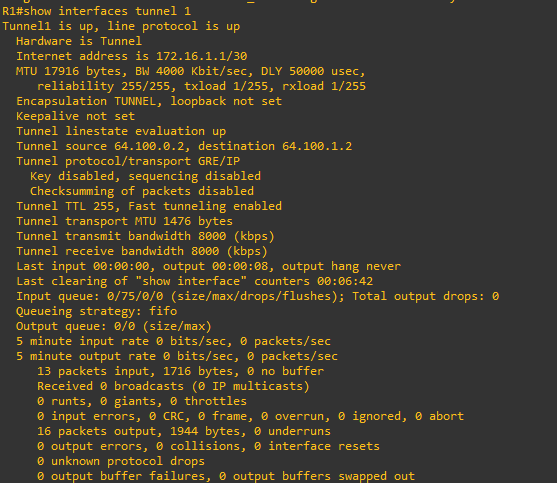 R1#show interfaces tunnel 1
Tunnel1 is up, line protocol is up
Hardware is Tunnel
Internet address is 172.16.1.1/30
MTU 17916 bytes, BW 4000 Kbit/sec, DLY 50000 usec,
reliability 255/255, txload 1/255, rxload 1/255
Encapsulation TUNNEL, loopback not set
Keepalive not set
Tunnel linestate evaluation up
Tunnel source 64.100.0.2, destination 64.100.1.2
Tunnel protocol/transport GRE/IP
Key disabled, sequencing disabled
Checksumming of packets disabled
Tunnel TTL 255, Fast tunneling enabled
Tunnel transport MTU 1476 bytes
Tunnel transmit bandwidth 8000 (kbps)
Tunnel receive bandwidth 8000 (kbps)
Last input 00:00:00, output 00:00:08, output hang never
Last clearing of "show interface" counters 00:06:42
Input queue: 0/75/0/0 (size/max/drops/flushes); Total output drops: 0
Queueing strategy: fifo
Output queue: 0/0 (size/max)
5 minute input rate 0 bits/sec, 0 packets/sec
5 minute output rate 0 bits/sec, 0 packets/sec
13 packets input, 1716 bytes, 0 no buffer
Received 0 broadcasts (0 IP multicasts)
0 runts, 0 giants, 0 throttles
0 input errors, 0 CRC, 0 frame, 0 overrun, 0 ignored, 0 abort
16 packets output, 1944 bytes, 0 underruns
0 output errors, 0 collisions, 0 interface resets
0 unknown protocol drops
0 output buffer failures, 0 output buffers swapped out